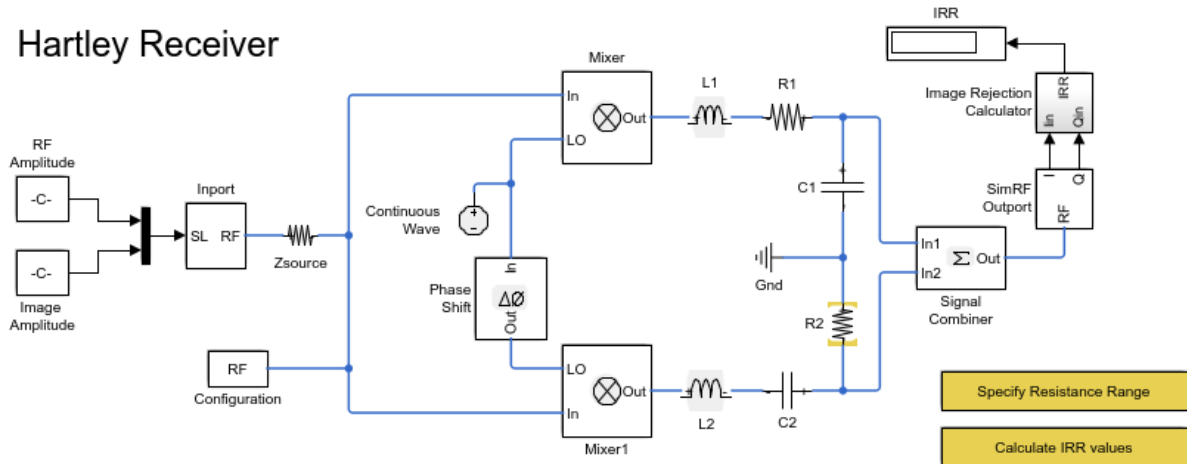 Hartley Receiver
IRR
Mixer
In
LO
Out
L1
R1
Image Rejection
Calculator
IRR
Iin
Qin
RF
Amplitude
-C-
Inport
SL
RF
Zsource
Continuous
Wave
+
-
C1
+
SimRF
Outport
I
Q
RF
-C-
Image
Amplitude
Phase
Shift
In
ΔØ
Out
Gnd
In1
In2
Σ
Out
Signal
Combiner
R2
RF
Configuration
LO
In
Out
Mixer1
L2
C2
Specify Resistance Range
Calculate IRR values